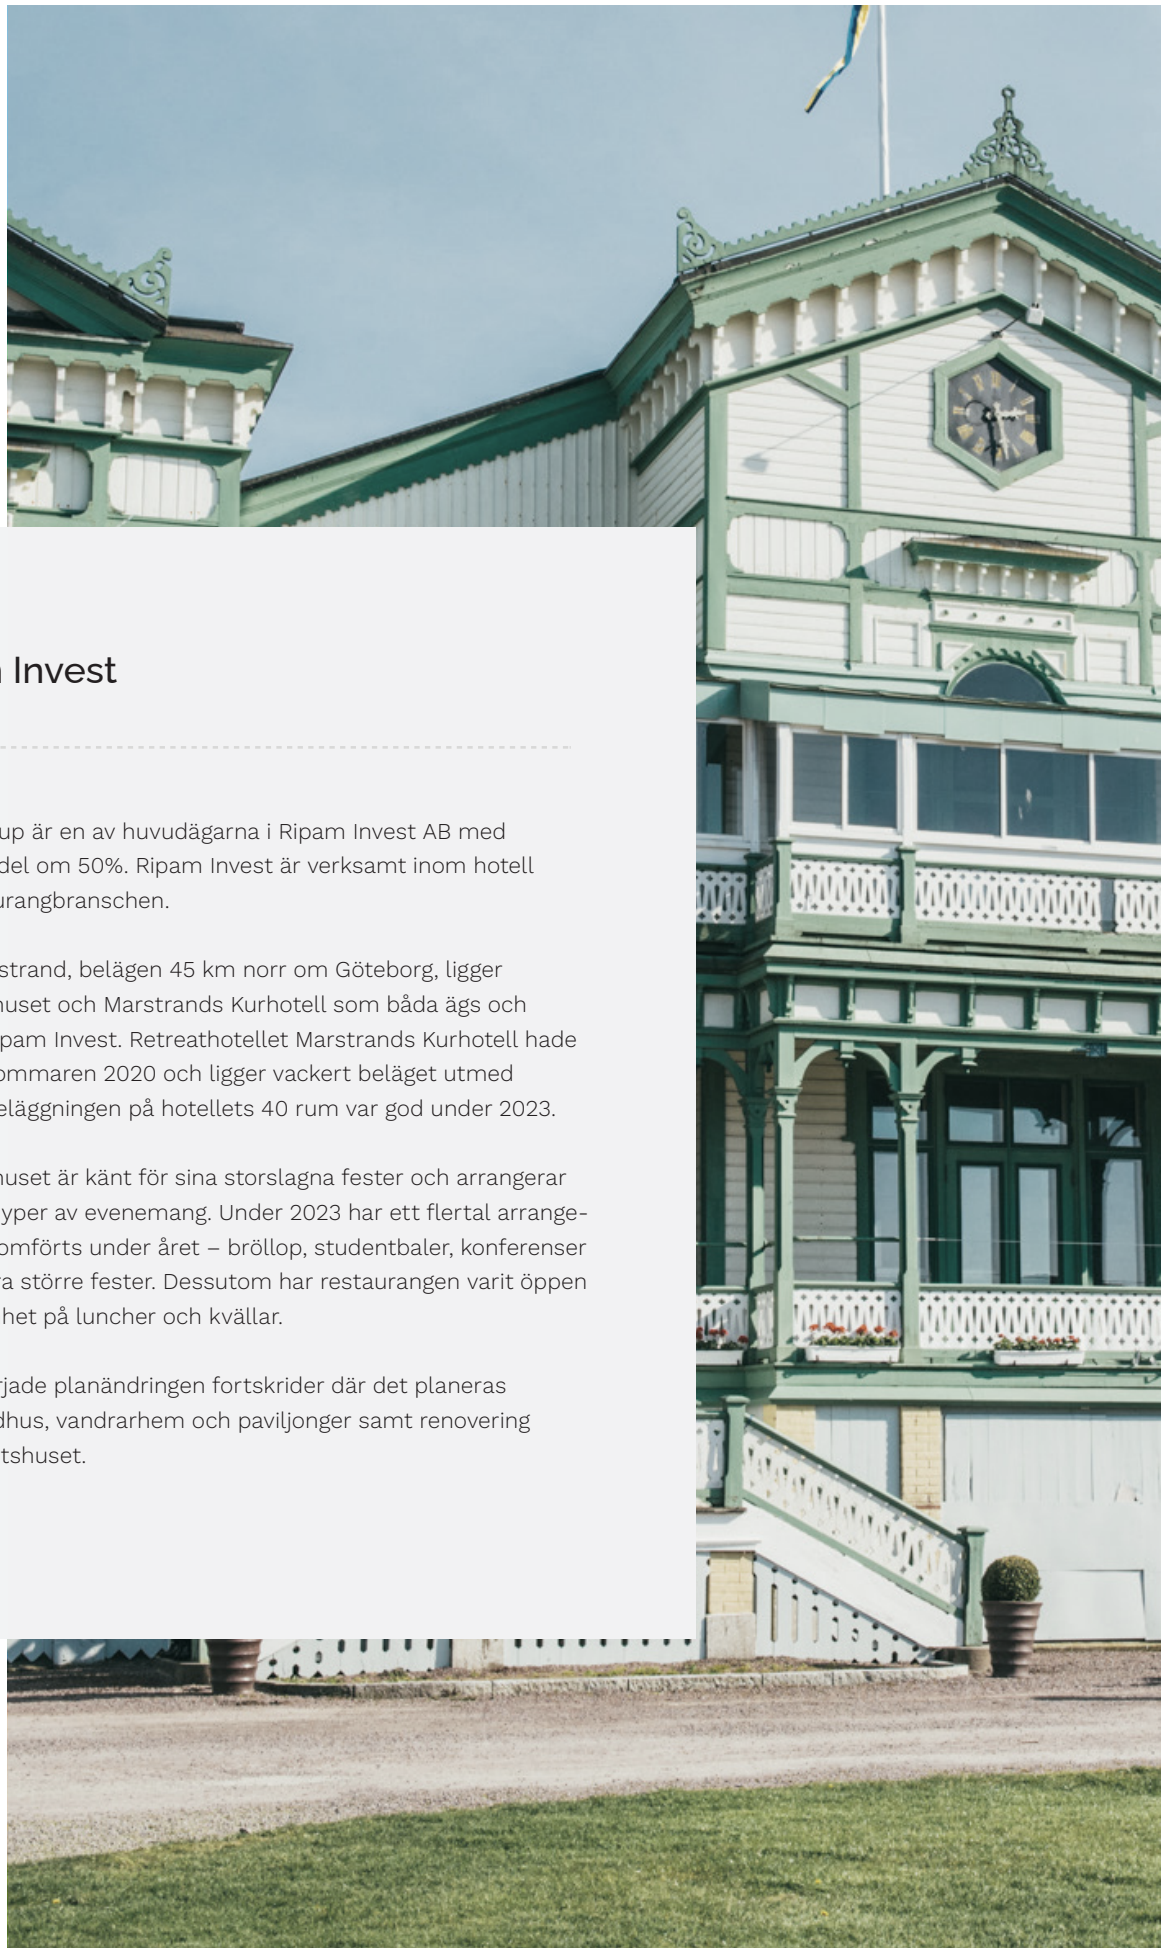 Invest
up är en av huvudägarna i Ripam Invest AB med
del om 50%. Ripam Invest är verksamt inom hotell
urangbranschen.
strand, belägen 45 km norr om Göteborg, ligger
huset och Marstrands Kurhotell som båda ägs och
pam Invest. Retreathotellet Marstrands Kurhotell hade
ommaren 2020 och ligger vackert beläget utmed
eläggningen på hotellets 40 rum var god under 2023.
huset är känt för sina storslagna fester och arrangerar
yper av evenemang. Under 2023 har ett flertal arrange-
omförts under året – bröllop, studentbaler, konferenser
ra större fester. Dessutom har restaurangen varit öppen
het på luncher och kvällar.
rjade planändringen fortskrider där det planeras
dhus, vandrarhem och paviljonger samt renovering
tshuset.